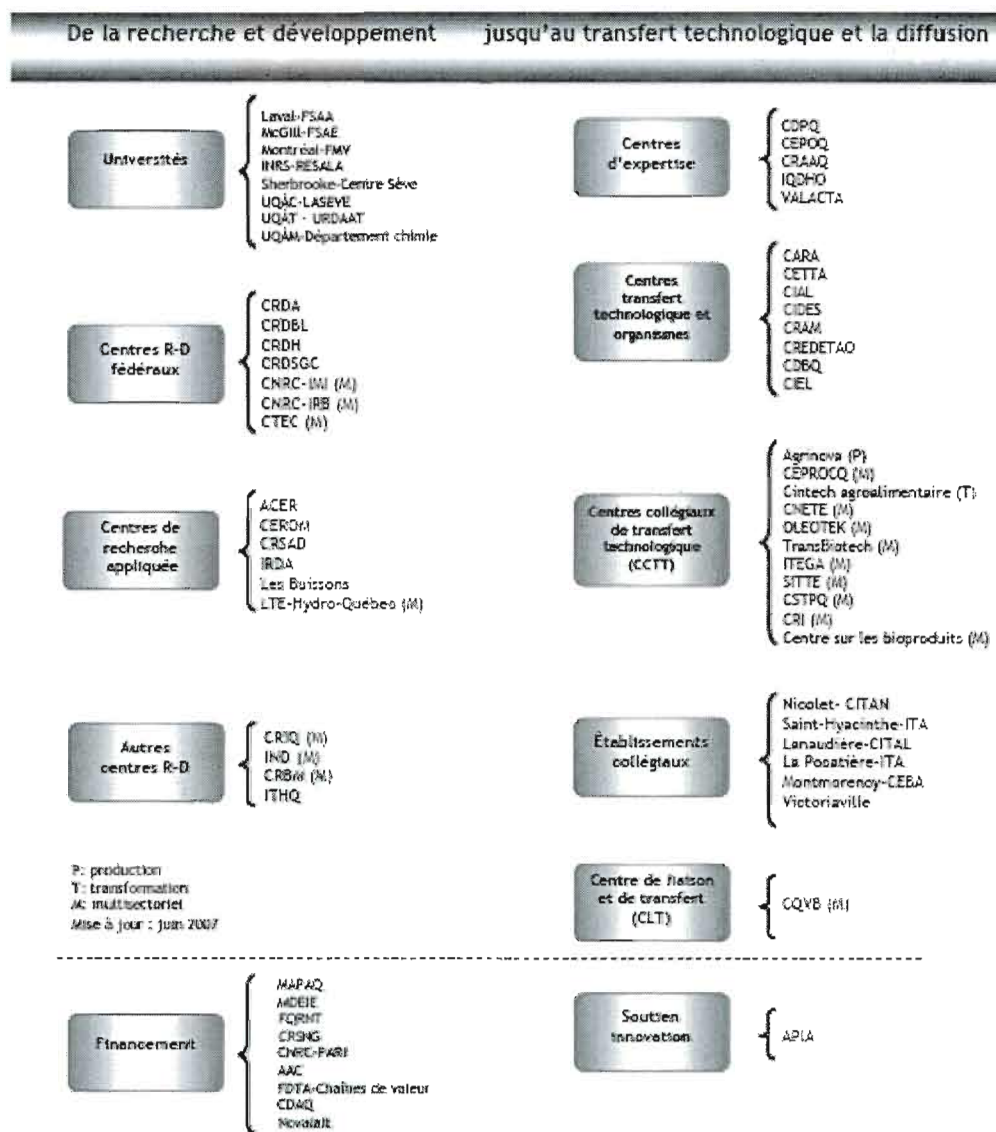 De la recherche et développement
jusqu'au transfert technologique et la diffusion
Universités
Laval-FSAA
McGill-FSAE
Montréal-FMV
INRS-RESALA
Sherbrooke-Centre Sève
UQÀC-LASEVE
UQÀT - URDAAT
UQÀM-Département chimie
Centres R-D
fédéraux
CRDA
CRDBL
CRDH
CRDSGC
CNRC-IMI (M)
CNRC-IRB (M)
CTEC (M)
Centres de
recherche
appliquée
ACER
CEROM
CRSAD
IRDA
Les Buissons
LTE-Hydro-Québec (M)
Autres
centres R-D
CRIQ (M)
IND (M)
CRBM (M)
ITHQ
P: production
T: transformation
M: multisectoriel
Mise à jour : juin 2007
Centres
d'expertise
CDPQ
CEPOQ
CRAAQ
IQDHO
VALACTA
Centres
transfert
technologique et
organismes
CARA
CETTA
CIAL
CIDES
CRAM
CREDETAO
CDBQ
CIEL
Centres collégiaux
de transfert
technologique
(CCTT)
Agrinova (P)
CÉPROCQ (M)
Cintech agroalimentaire (T)
CNETE (M)
OLEOTEK (M)
TransBiotech (M)
ITEGA (M)
SITTE (M)
CSTPQ (M)
CRI (M)
Centre sur les bioproduits (M)
Établissements
collégiaux
Nicolet- CITAN
Saint-Hyacinthe-ITA
Lanaudière-CITAL
La Pocatière-ITA
Montmorency-CEBA
Victoriaville
Centre de liaison
et de transfert
(CLT)
CQVB (M)
Financement
MAPAQ
MDEIE
FQRNT
CRSNG
CNRC-PARI
AAC
FDTA-Chaînes de valeur
CDAQ
Novalait
Soutien
innovation
APIA